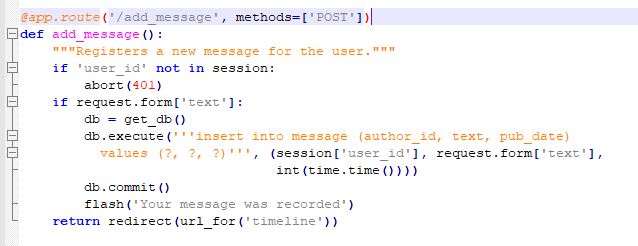 @app.route('/add_message', methods=['POST'])
def add_message():
    """Registers a new message for the user."""
    if 'user_id' not in session:
        abort(401)
    if request.form['text']:
        db = get_db()
        db.execute('''insert into message (author_id, text, pub_date)
          values (?, ?, ?)''', (session['user_id'], request.form['text'],
                                int(time.time())))
        db.commit()
        flash('Your message was recorded')
    return redirect(url_for('timeline'))